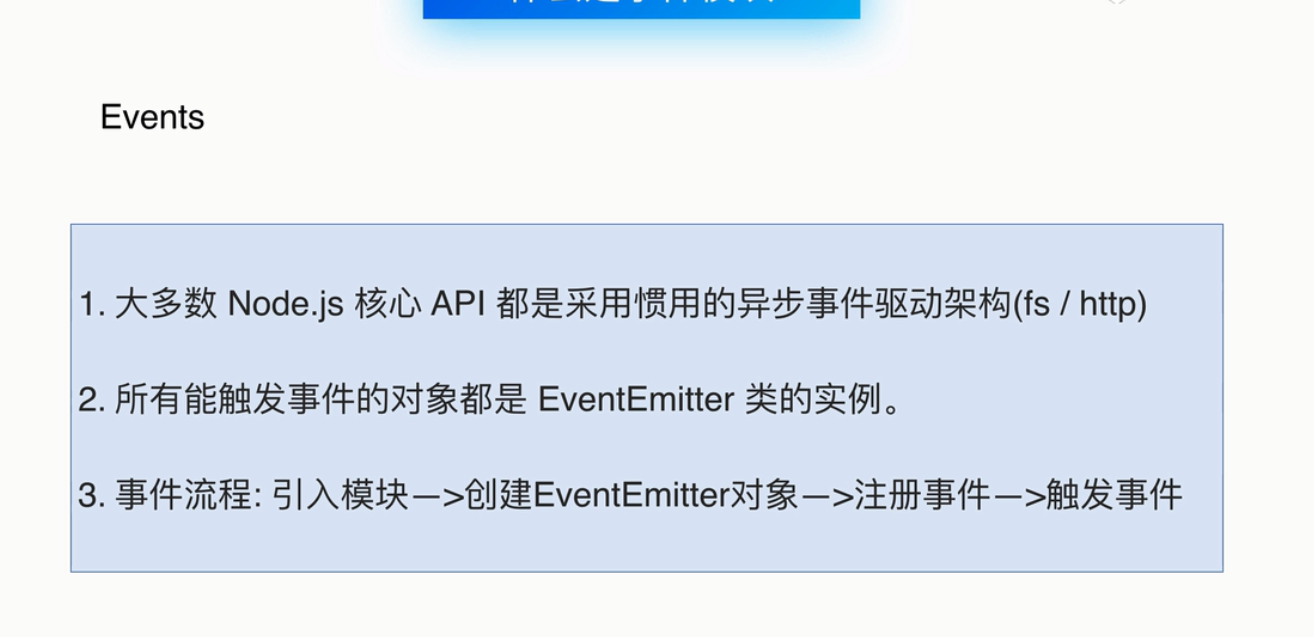 Events
1. 大多数 Node.js 核心 API 都是采用惯用的异步事件驱动架构(fs / http)
2. 所有能触发事件的对象都是 EventEmitter 类的实例。
3. 事件流程: 引入模块—>创建EventEmitter对象—>注册事件—>触发事件